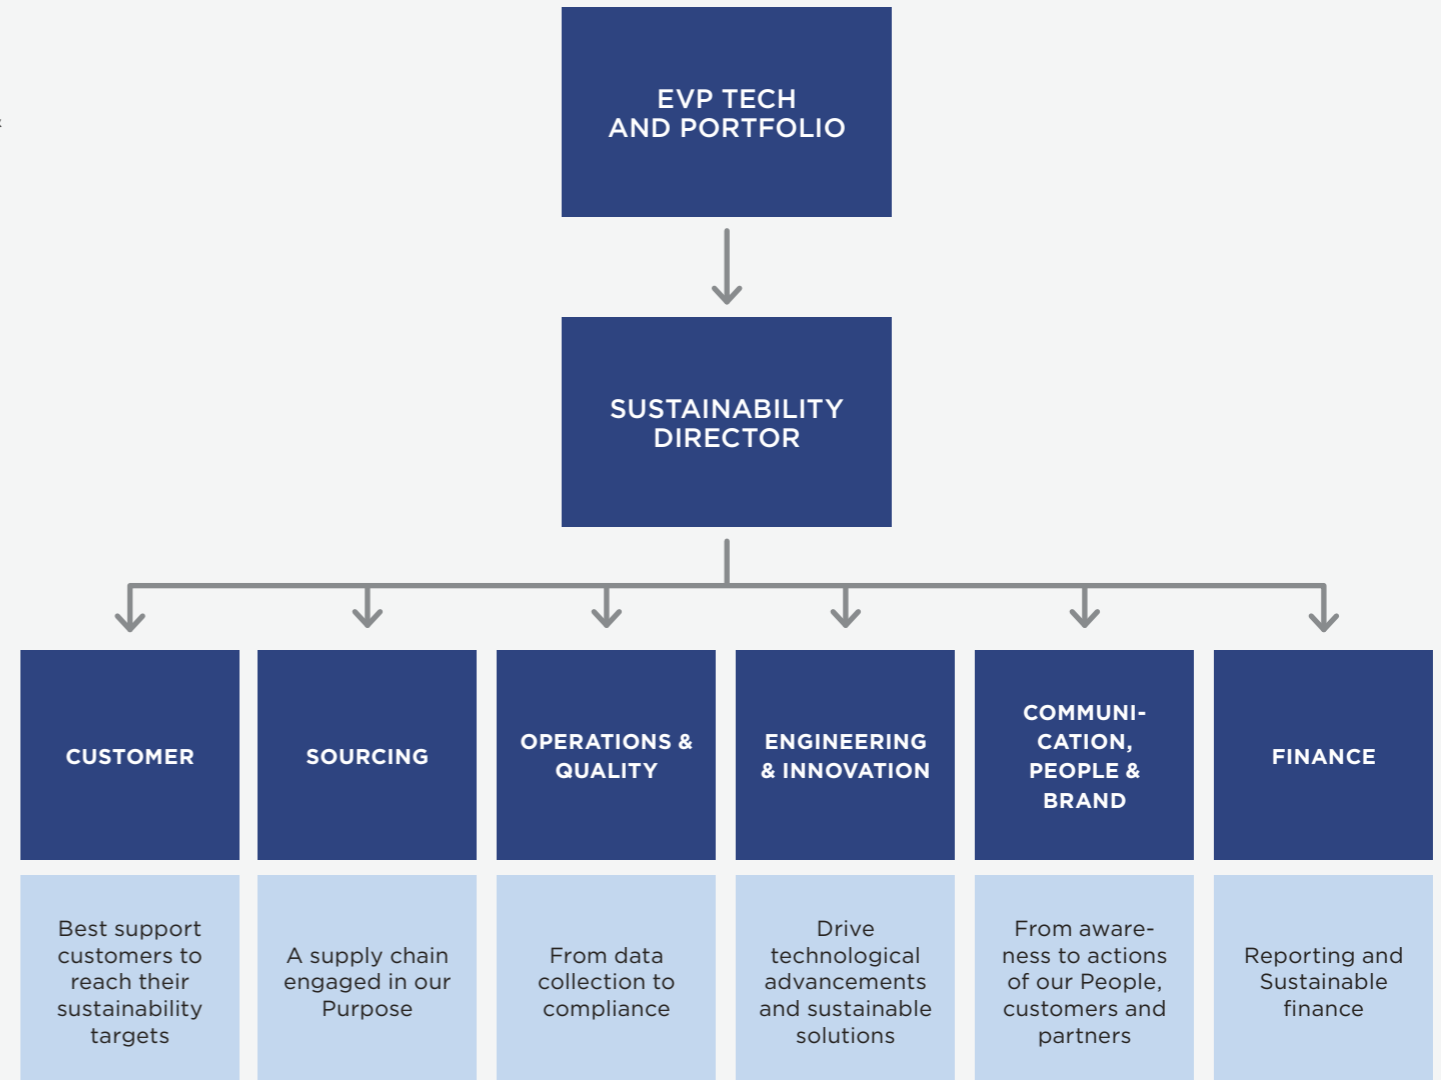 EVP TECH
AND PORTFOLIO
SUSTAINABILITY
DIRECTOR
CUSTOMER
SOURCING
OPERATIONS &
QUALITY
ENGINEERING
& INNOVATION
COMMUNI-
CATION,
PEOPLE &
BRAND
FINANCE
Best support
customers to
reach their
sustainability
targets
A supply chain
engaged in our
Purpose
From data
collection to
compliance
Drive
technological
advancements
and sustainable
solutions
From aware-
ness to actions
of our People,
customers and
partners
Reporting and
Sustainable
finance